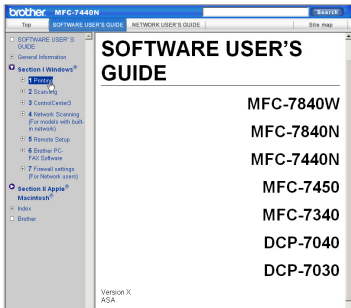 brother MFC-7440N
Search
Top SOFTWARE USER'S GUIDE NETWORK USER'S GUIDE Site map
SOFTWARE USER'S
GUIDE
General Information
Section I Windows®
1 Printing
2 Scanning
3 ControlCenter3
4 Network Scanning
(For models with built-
in network)
5 Remote Setup
6 Brother PC-
FAX Software
7 Firewall settings
(For Network users)
Section II Apple®
Macintosh®
Index
Brother
SOFTWARE USER'S
GUIDE
MFC-7840W
MFC-7840N
MFC-7440N
MFC-7450
MFC-7340
DCP-7040
DCP-7030
Version X
ASA